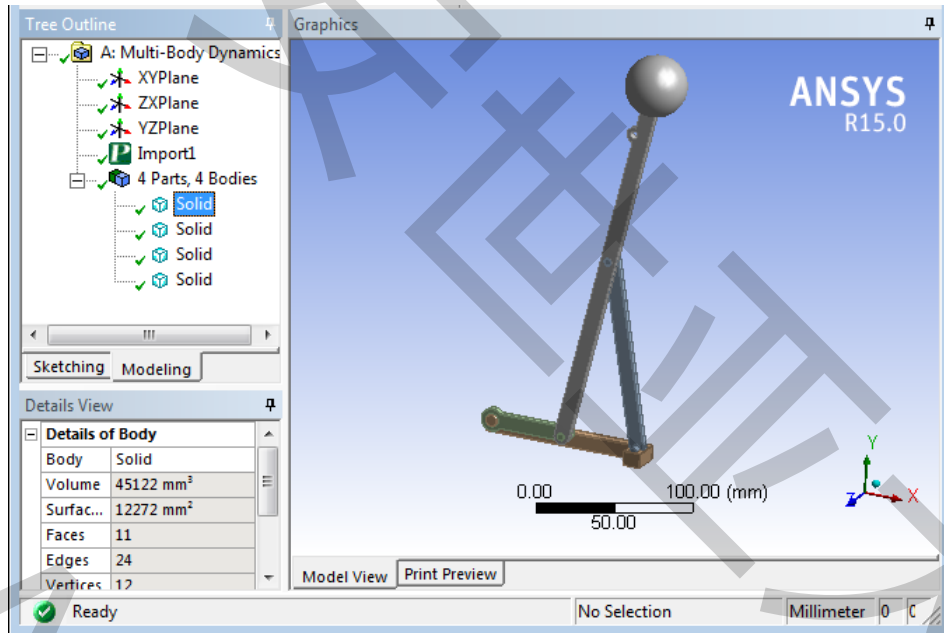 Tree Outline
Graphics
A: Multi-Body Dynamics
XYPlane
ZXPlane
YZPlane
Import1
4 Parts, 4 Bodies
Solid
Solid
Solid
Solid
Sketching
Modeling
Details View
Details of Body
Body Solid
Volume 45122 mm³
Surfac... 12272 mm²
Faces 11
Edges 24
Vertices 12
ANSYS
R15.0
0.00
100.00 (mm)
50.00
Y
X
Z
Model View
Print Preview
Ready
No Selection
Millimeter
0